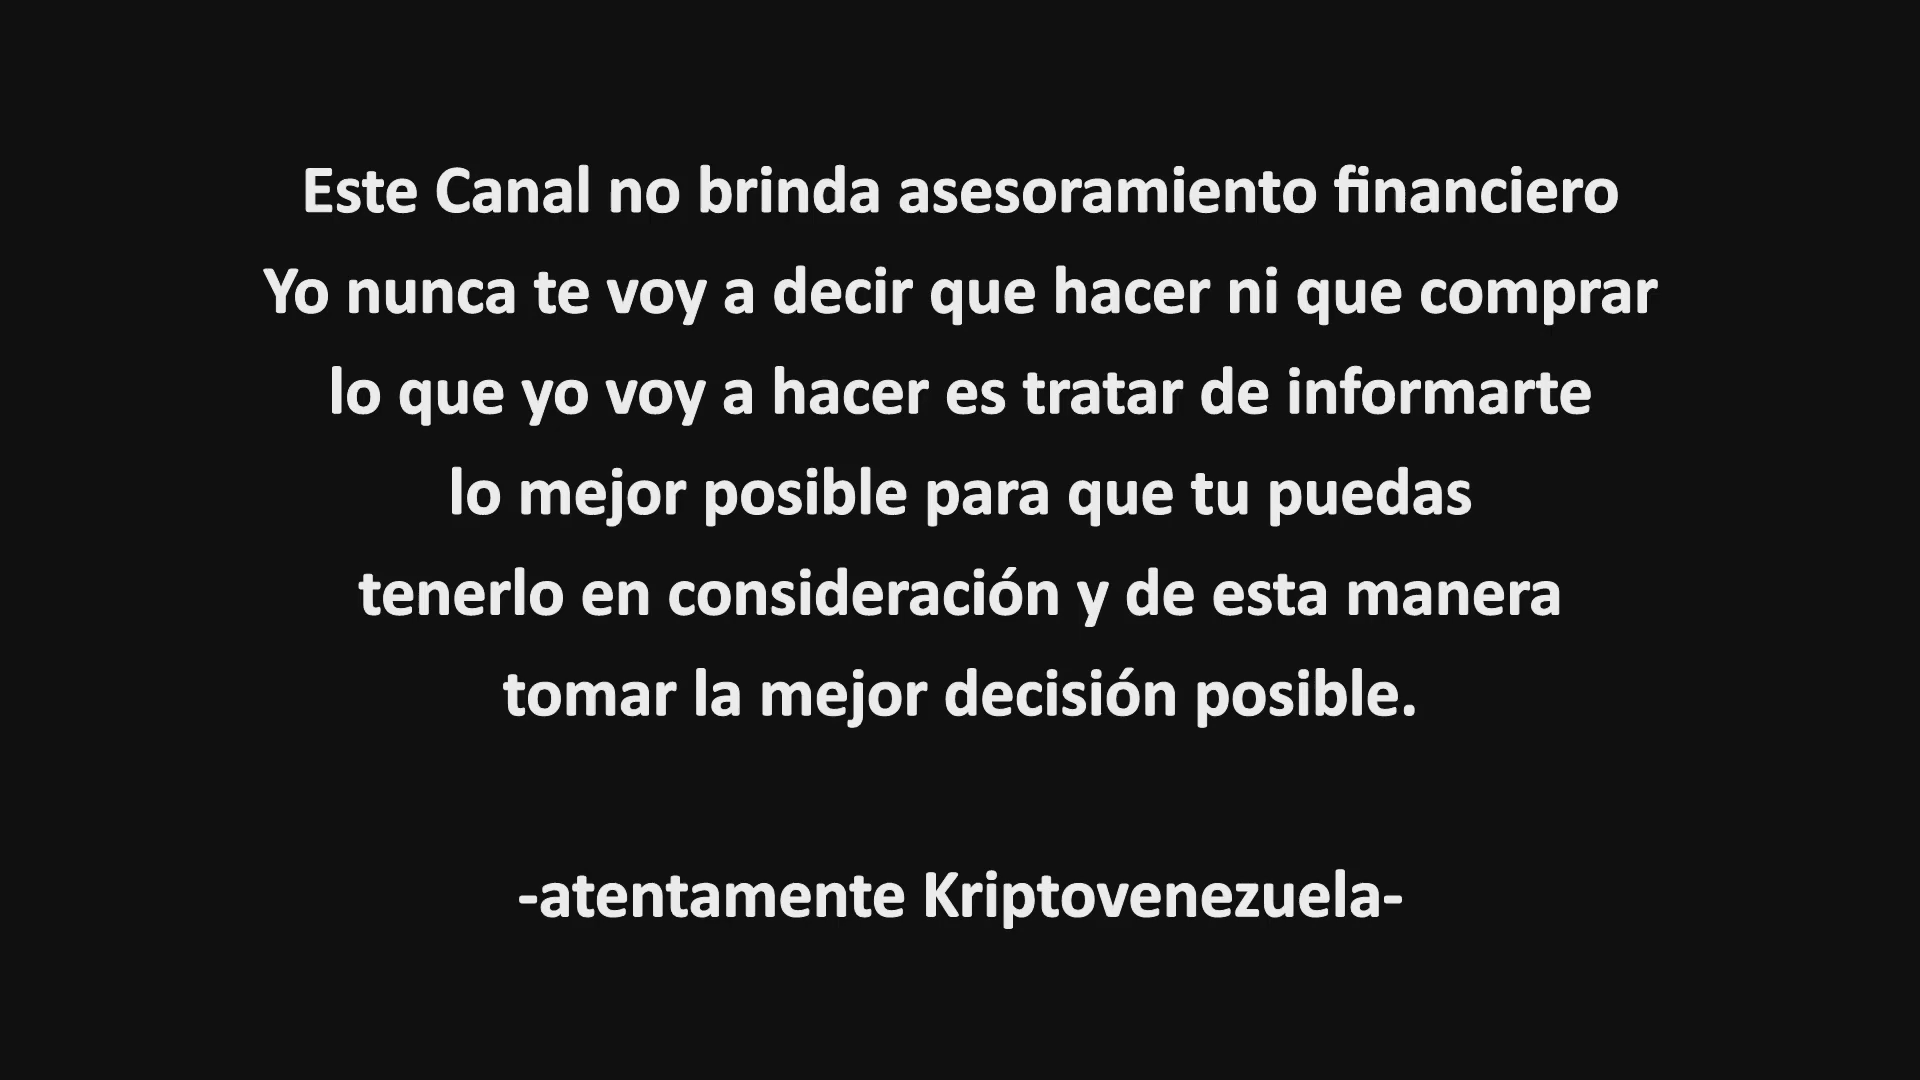 Este Canal no brinda asesoramiento financiero
Yo nunca te voy a decir que hacer ni que comprar
lo que yo voy a hacer es tratar de informarte
lo mejor posible para que tu puedas
tenerlo en consideración y de esta manera
tomar la mejor decisión posible.
-atentamente Kriptovenezuela-